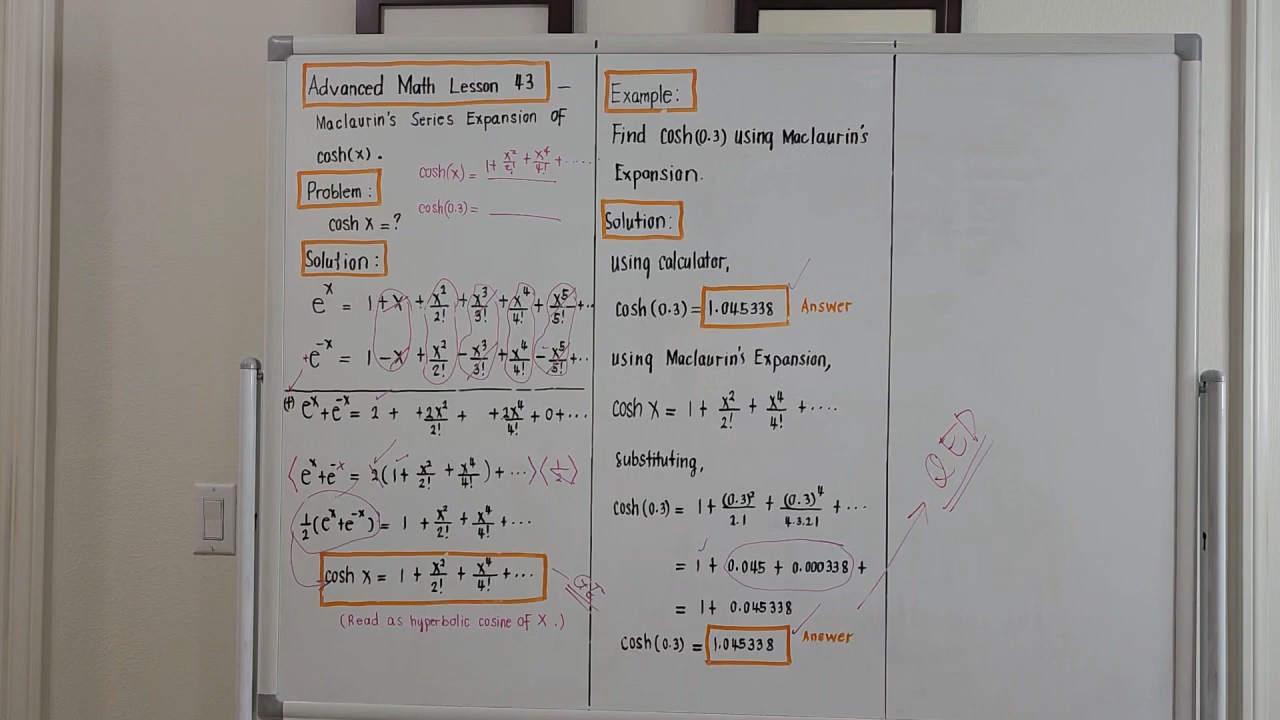 Advanced Math Lesson 43 –
Maclaurin's Series Expansion of
cosh(x).
cosh(x) = 1 + x²/2! + x⁴/4! + ......
Problem:
cosh(0.3) = ______
cosh x = ?
Solution:
eˣ = 1 + x + x²/2! + x³/3! + x⁴/4! + x⁵/5! + ..
+ e⁻ˣ = 1 - x + x²/2! - x³/3! + x⁴/4! - x⁵/5! + ..
(+) eˣ + e⁻ˣ = 2 + + 2x²/2! + + 2x⁴/4! + 0 + ...
⟨ eˣ + e⁻ˣ = 2(1 + x²/2! + x⁴/4!) + ... ⟩ ⟨1/2⟩
1/2(eˣ + e⁻ˣ) = 1 + x²/2! + x⁴/4! + ...
cosh x = 1 + x²/2! + x⁴/4! + ...
(Read as hyperbolic cosine of x.)
Example:
Find cosh(0.3) using Maclaurin's
Expansion.
Solution:
using calculator,
cosh(0.3) = 1.045338 Answer
using Maclaurin's Expansion,
cosh x = 1 + x²/2! + x⁴/4! + ....
substituting,
cosh(0.3) = 1 + (0.3)²/2.1 + (0.3)⁴/4.3.21 + ...
= 1 + 0.045 + 0.000338 +
= 1 + 0.045338
cosh(0.3) = 1.045338 Answer
QED